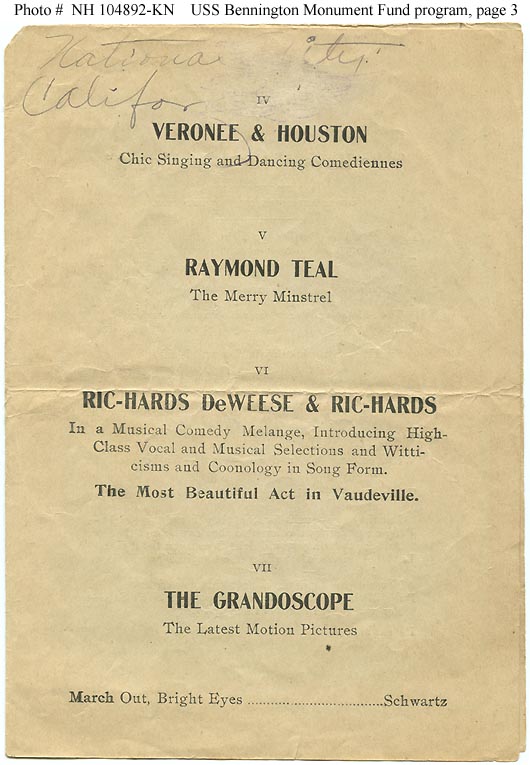 Photo # NH 104892-KN USS Bennington Monument Fund program, page 3
National City
Califor
IV
VERONEE & HOUSTON
Chic Singing and Dancing Comediennes
V
RAYMOND TEAL
The Merry Minstrel
VI
RIC-HARDS DeWEESE & RIC-HARDS
In a Musical Comedy Melange, Introducing High-
Class Vocal and Musical Selections and Witti-
cisms and Coonology in Song Form.
The Most Beautiful Act in Vaudeville.
VII
THE GRANDOSCOPE
The Latest Motion Pictures
March Out, Bright Eyes ..................................Schwartz